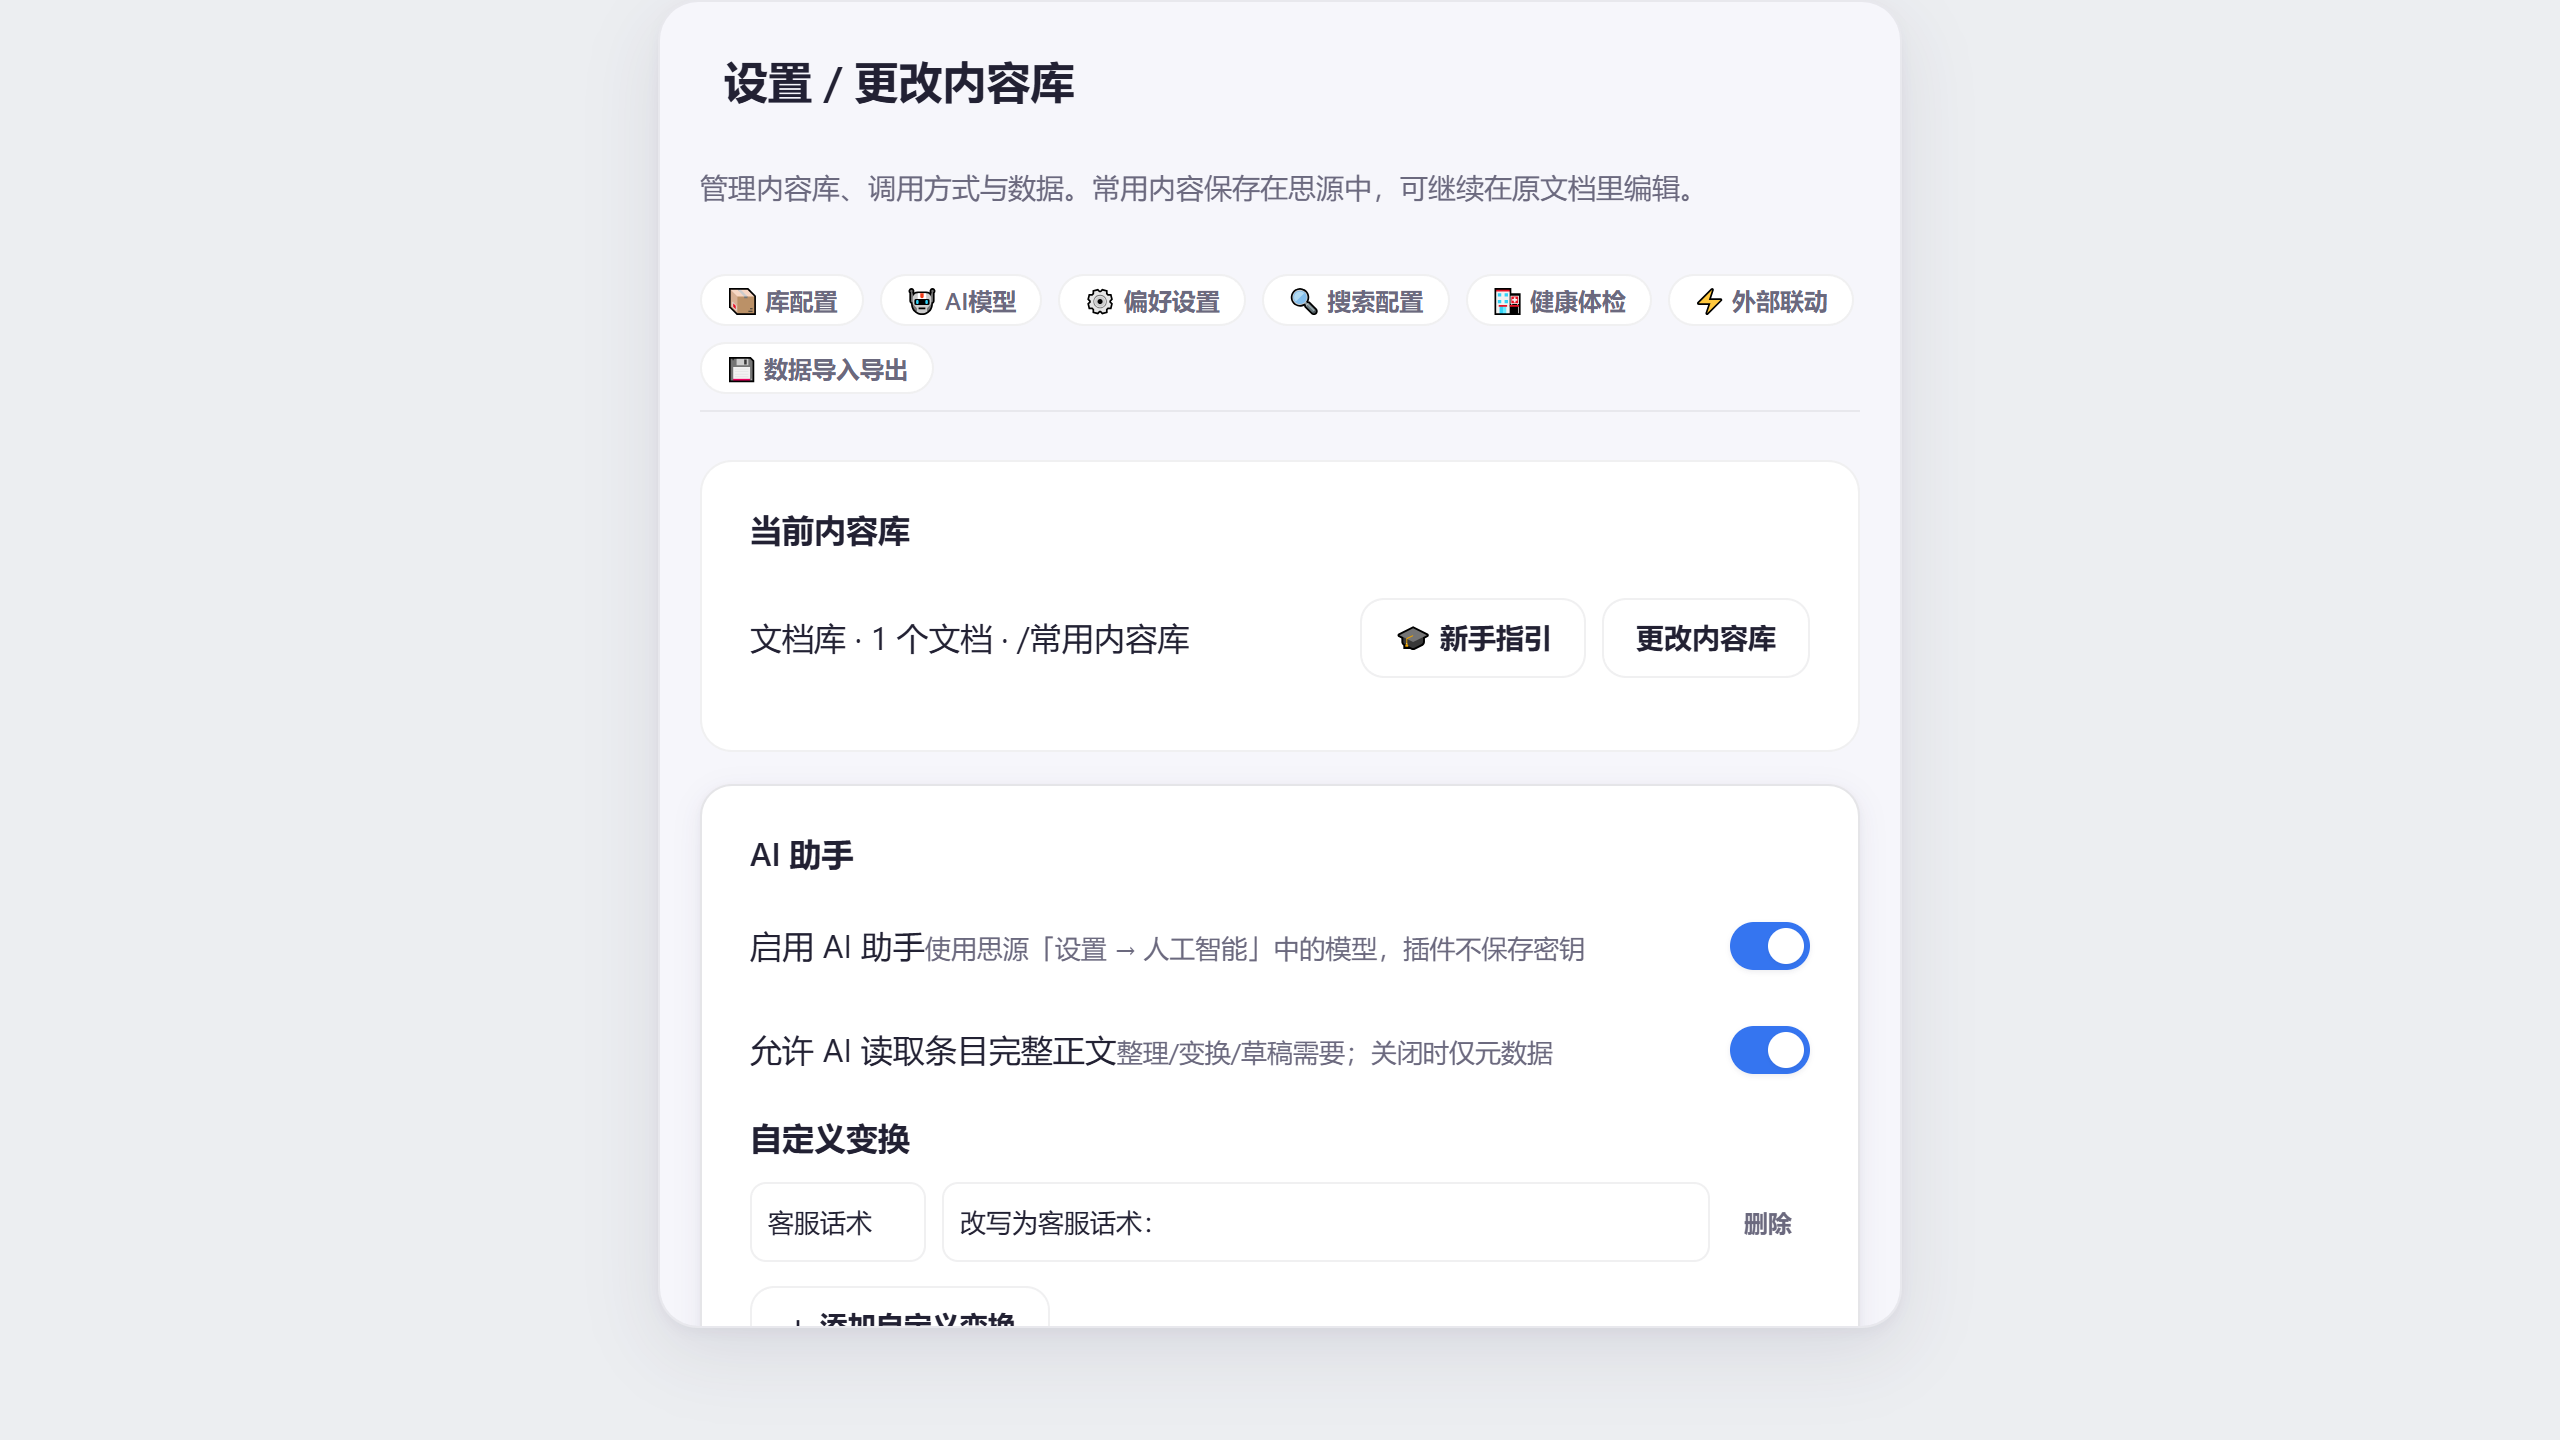 设置 / 更改内容库
管理内容库、调用方式与数据。常用内容保存在思源中，可继续在原文档里编辑。
库配置
AI模型
偏好设置
搜索配置
健康体检
外部联动
数据导入导出
当前内容库
文档库 · 1 个文档 · /常用内容库
新手指引
更改内容库
AI 助手
启用 AI 助手使用思源「设置 → 人工智能」中的模型，插件不保存密钥
允许 AI 读取条目完整正文整理/变换/草稿需要；关闭时仅元数据
自定义变换
客服话术
改写为客服话术：
删除
+ 添加自定义变换